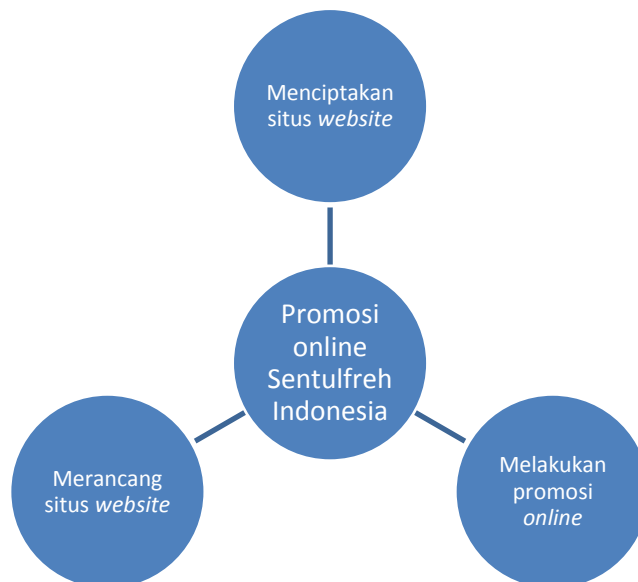 Menciptakan
situs website
Promosi
online
Sentulfreh
Indonesia
Merancang
situs website
Melakukan
promosi
online